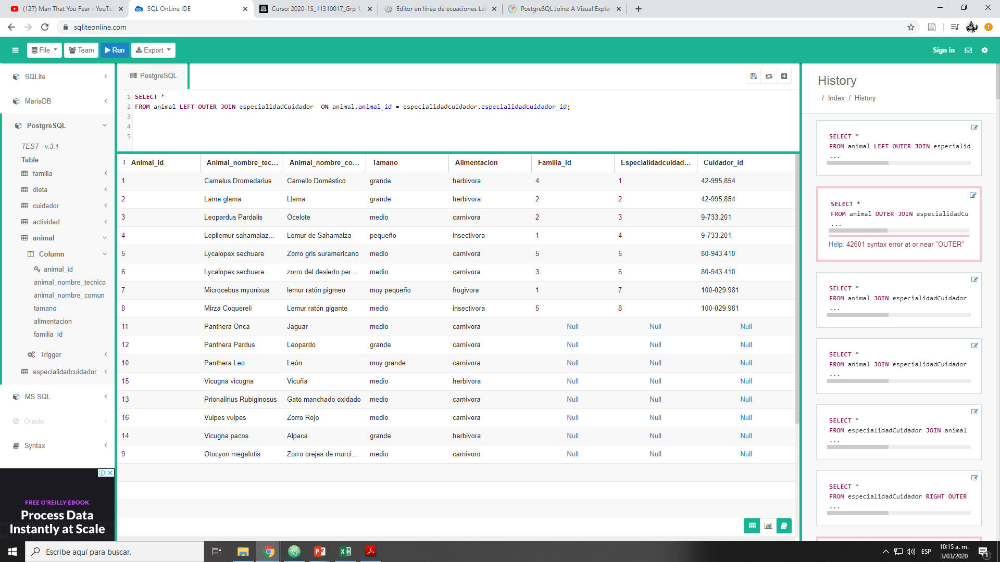 (127) Man That You Fear - YouTu
SQL OnLine IDE
Curso: 2020-1S_11310017_Grp 1
Editor en línea de ecuaciones Lat
PostgreSQL Joins: A Visual Explar
sqliteonline.com
File
Team
Run
Export
Sign in
SQLite
MariaDB
PostgreSQL
TEST - v.3.1
Table
familia
dieta
cuidador
actividad
animal
Column
animal_id
animal_nombre_tecnico
animal_nombre_comun
tamano
alimentacion
familia_id
Trigger
especialidadcuidador
MS SQL
Oracle
Syntax
FREE O'REILLY EBOOK
Process Data
Instantly at Scale
PostgreSQL
1 SELECT *
2 FROM animal LEFT OUTER JOIN especialidadCuidador  ON animal.animal_id = especialidadcuidador.especialidadcuidador_id;
3
4
5
Animal_id Animal_nombre_tec... Animal_nombre_co... Tamano Alimentacion Familia_id Especialidadcuidad... Cuidador_id
1 Camelus Dromedarius Camello Doméstico grande herbivora 4 1 42-995,854
2 Lama glama Llama grande herbivora 2 2 42-995,854
3 Leopardus Pardalis Ocelote medio carnivora 2 3 9-733.201
4 Lepilemur sahamalaz... Lemur de Sahamalza pequeño insectivora 1 4 9-733.201
5 Lycalopex sechuare Zorro gris suramericano medio carnivora 5 5 80-943.410
6 Lycalopex sechuare zorro del desierto per... medio carnivora 3 6 80-943.410
7 Microcebus myonixus lemur ratón pigmeo muy pequeño frugivora 1 7 100-029.981
8 Mirza Coquereli Lemur ratón gigante medio insectivora 5 8 100-029.981
11 Panthera Onca Jaguar medio carnivora Null Null Null
12 Panthera Pardus Leopardo grande carnivora Null Null Null
10 Panthera Leo León muy grande carnivora Null Null Null
15 Vicugna vicugna Vicuña medio herbivora Null Null Null
13 Prionalirius Rubiginosus Gato manchado oxidado medio carnivora Null Null Null
16 Vulpes vulpes Zorro Rojo medio carnivora Null Null Null
14 Vicugna pacos Alpaca grande herbivora Null Null Null
9 Otocyon megalotis Zorro orejas de murci... medio carnivoro Null Null Null
History
/ Index / History
SELECT *
FROM animal LEFT OUTER JOIN especialid
...
SELECT *
FROM animal OUTER JOIN especialidadCu
...
Help: 42601 syntax error at or near "OUTER"
SELECT *
FROM animal JOIN especialidadCuidador
...
SELECT *
FROM animal JOIN especialidadCuidador
...
SELECT *
FROM especialidadCuidador JOIN animal
...
SELECT *
FROM especialidadCuidador RIGHT OUTER
...
Escribe aquí para buscar.
ESP
10:15 a. m.
3/03/2020
1